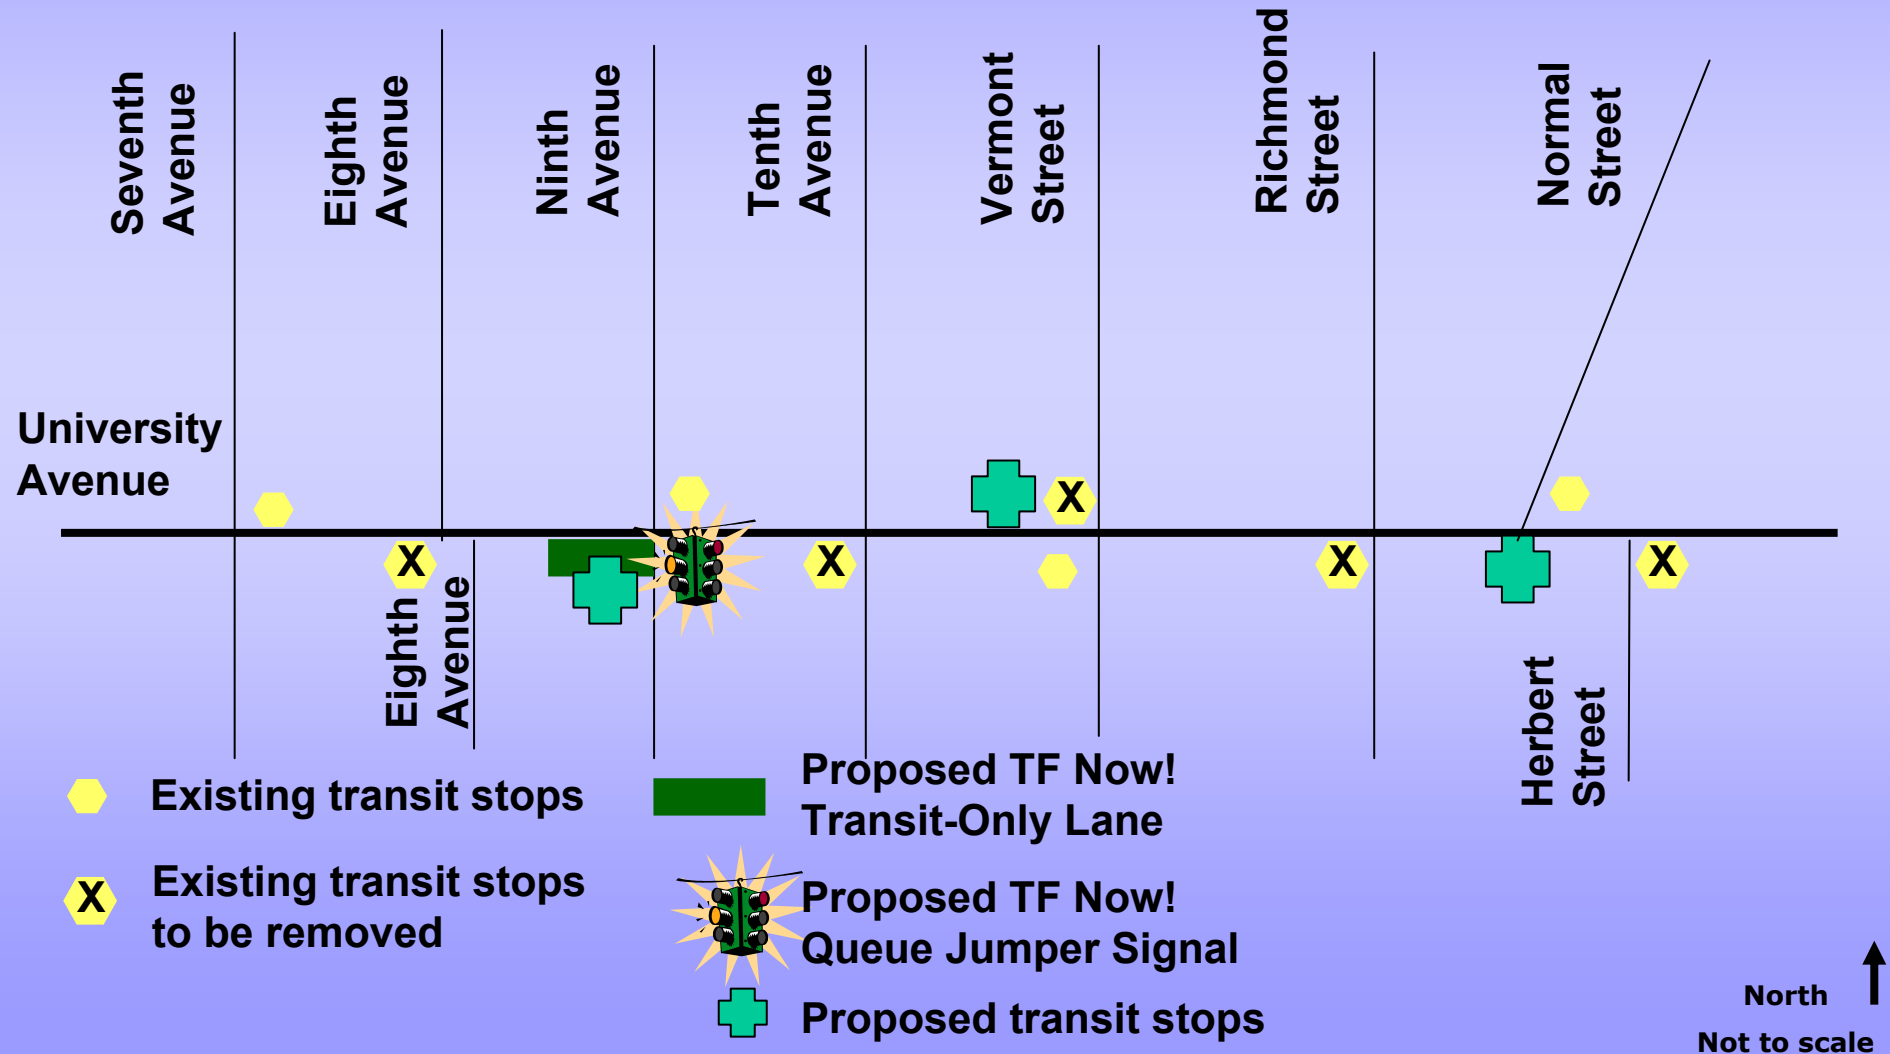 Seventh
Avenue
Eighth
Avenue
Ninth
Avenue
Tenth
Avenue
Vermont
Street
Richmond
Street
Normal
Street
University
Avenue
X
X
X
X
X
Eighth
Avenue
Herbert
Street
Existing transit stops
X
Existing transit stops
to be removed
Proposed TF Now!
Transit-Only Lane
Proposed TF Now!
Queue Jumper Signal
Proposed transit stops
North
Not to scale